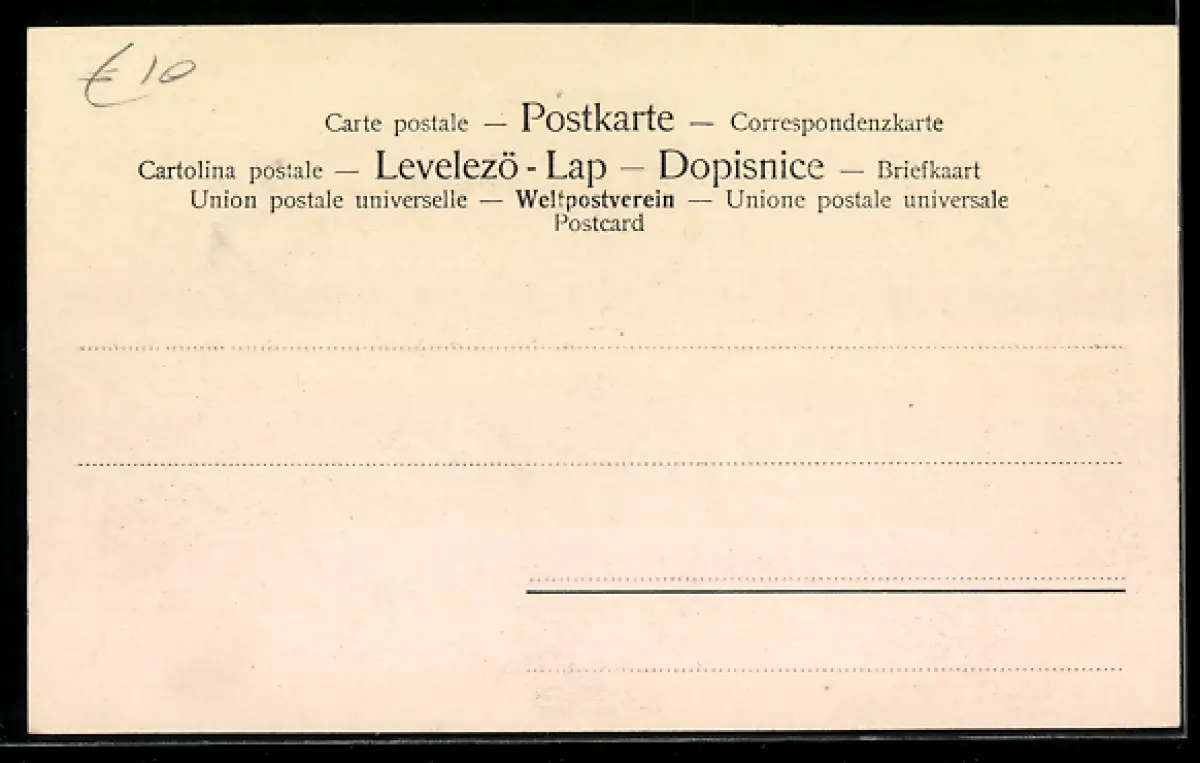 €10
Carte postale — Postkarte — Correspondenzkarte
Cartolina postale — Levelezö - Lap — Dopisnice — Briefkaart
Union postale universelle — Weltpostverein — Unione postale universale
Postcard